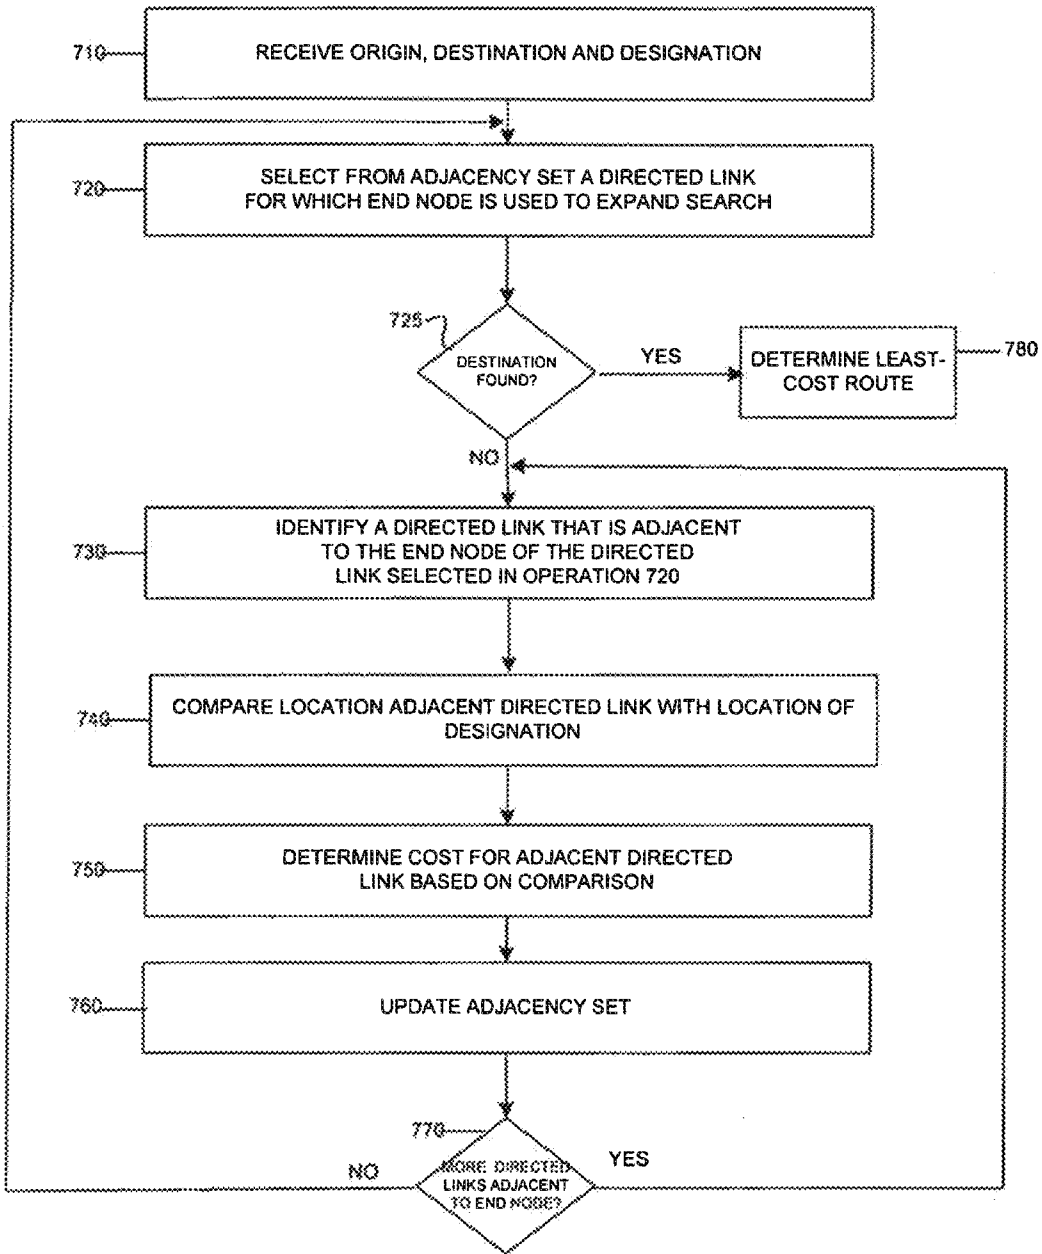 710
RECEIVE ORIGIN, DESTINATION AND DESIGNATION
720
SELECT FROM ADJACENCY SET A DIRECTED LINK
FOR WHICH END NODE IS USED TO EXPAND SEARCH
725
DESTINATION
FOUND?
YES
DETERMINE LEAST-
COST ROUTE
780
NO
730
IDENTIFY A DIRECTED LINK THAT IS ADJACENT
TO THE END NODE OF THE DIRECTED
LINK SELECTED IN OPERATION 720
740
COMPARE LOCATION ADJACENT DIRECTED LINK WITH LOCATION OF
DESIGNATION
750
DETERMINE COST FOR ADJACENT DIRECTED
LINK BASED ON COMPARISON
760
UPDATE ADJACENCY SET
770
NO
MORE DIRECTED
LINKS ADJACENT
TO END NODE?
YES